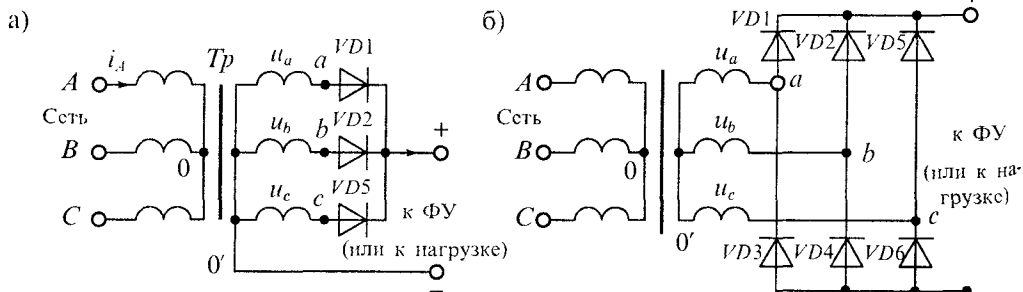 а)
Tp
VD1
u_a
a
i_A
A
Сеть
B
0
C
u_b
b
VD2
+
u_c
c
VD5
к ФУ
(или к нагрузке)
0'
−
б)
+
VD1
VD2
VD5
u_a
a
A
Сеть
B
0
C
u_b
b
к ФУ
(или к на-
грузке)
u_c
c
0'
VD3
VD4
VD6